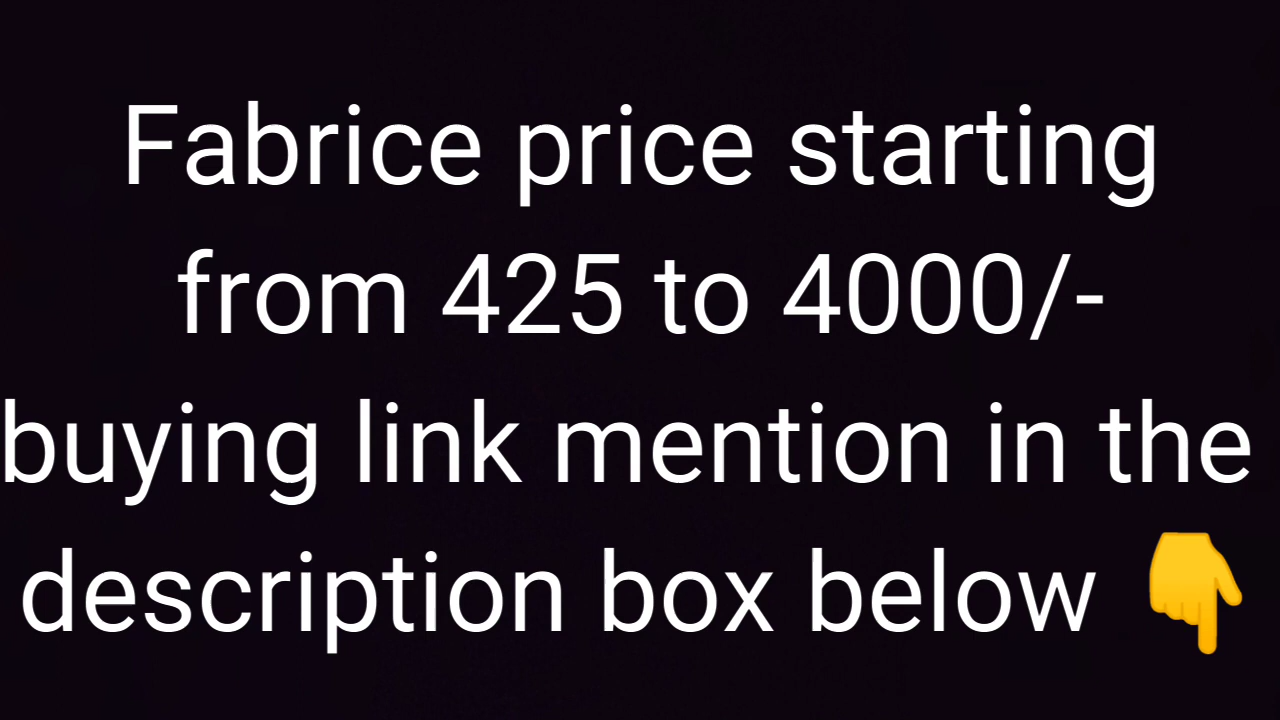 Fabrice price starting
from 425 to 4000/-
buying link mention in the
description box below 👇